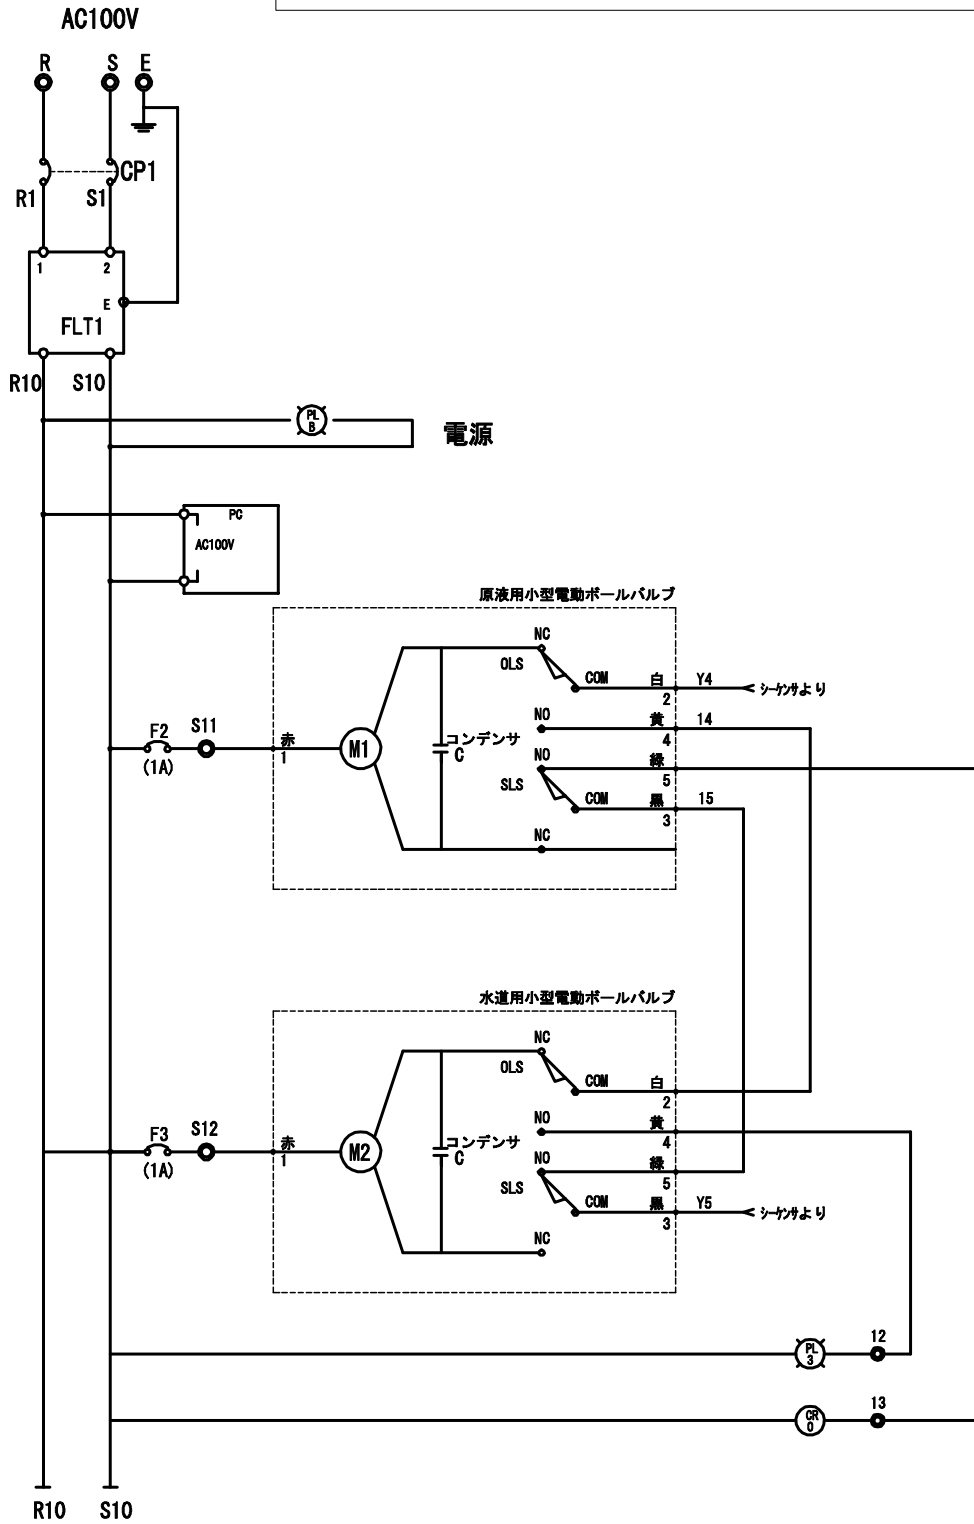 AC100V
R S E
CP1
R1 S1
1 2
E
FLT1
R10 S10
PL
B
電源
PC
AC100V
原液用小型電動ボールバルブ
NC
OLS
COM 白 Y4 シーケンサより
2
F2 S11
NO 黄 14
赤 M1 コンデンサ 4
(1A) 1 C NO 緑
5
SLS
COM 黒 15
3
NC
水道用小型電動ボールバルブ
NC
OLS
COM 白
2
F3 S12
NO 黄
赤 M2 コンデンサ 4
(1A) 1 C NO 緑
5
SLS
COM 黒 Y5 シーケンサより
3
NC
12
PL
3
13
CR
0
R10 S10